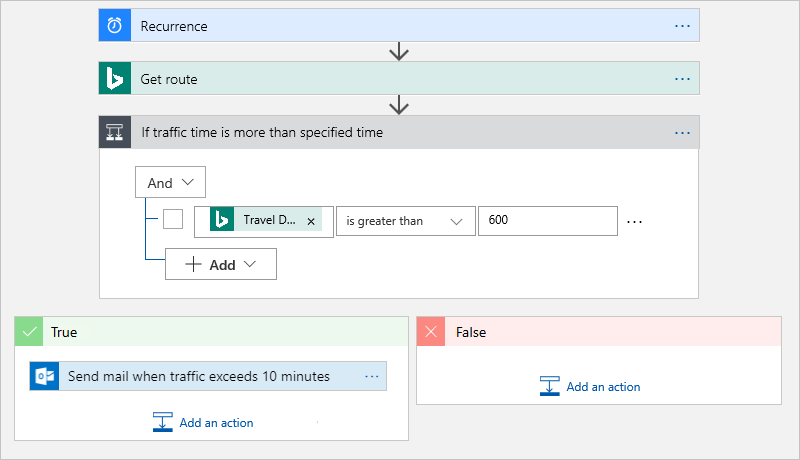 Recurrence ...
Get route ...
If traffic time is more than specified time ...
And
Travel D... x is greater than 600 ...
+ Add
True
False
Send mail when traffic exceeds 10 minutes ...
Add an action
Add an action